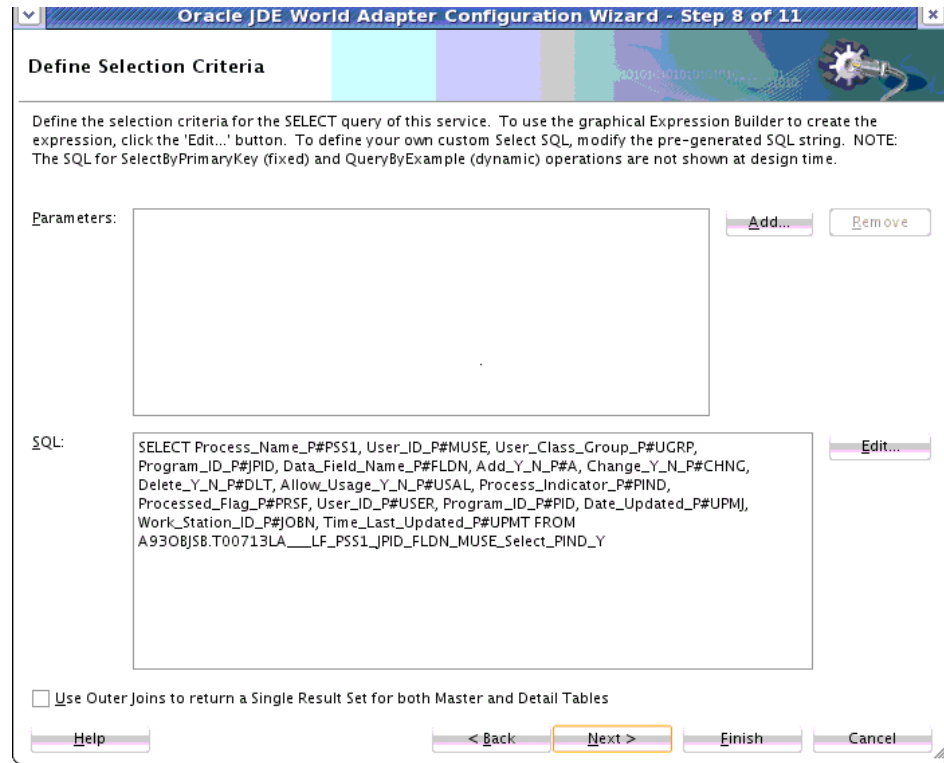 Oracle JDE World Adapter Configuration Wizard - Step 8 of 11
Define Selection Criteria
Define the selection criteria for the SELECT query of this service. To use the graphical Expression Builder to create the
expression, click the 'Edit...' button. To define your own custom Select SQL, modify the pre-generated SQL string. NOTE:
The SQL for SelectByPrimaryKey (fixed) and QueryByExample (dynamic) operations are not shown at design time.
Parameters:
Add...
Remove
SQL:
SELECT Process_Name_P#PSS1, User_ID_P#MUSE, User_Class_Group_P#UGRP,
Program_ID_P#JPID, Data_Field_Name_P#FLDN, Add_Y_N_P#A, Change_Y_N_P#CHNG,
Delete_Y_N_P#DLT, Allow_Usage_Y_N_P#USAL, Process_Indicator_P#PIND,
Processed_Flag_P#PRSF, User_ID_P#USER, Program_ID_P#PID, Date_Updated_P#UPMJ,
Work_Station_ID_P#JOBN, Time_Last_Updated_P#UPMT FROM
A93OBJSB.T00713LA___LF_PSS1_JPID_FLDN_MUSE_Select_PIND_Y
Edit...
Use Outer Joins to return a Single Result Set for both Master and Detail Tables
Help
< Back
Next >
Finish
Cancel